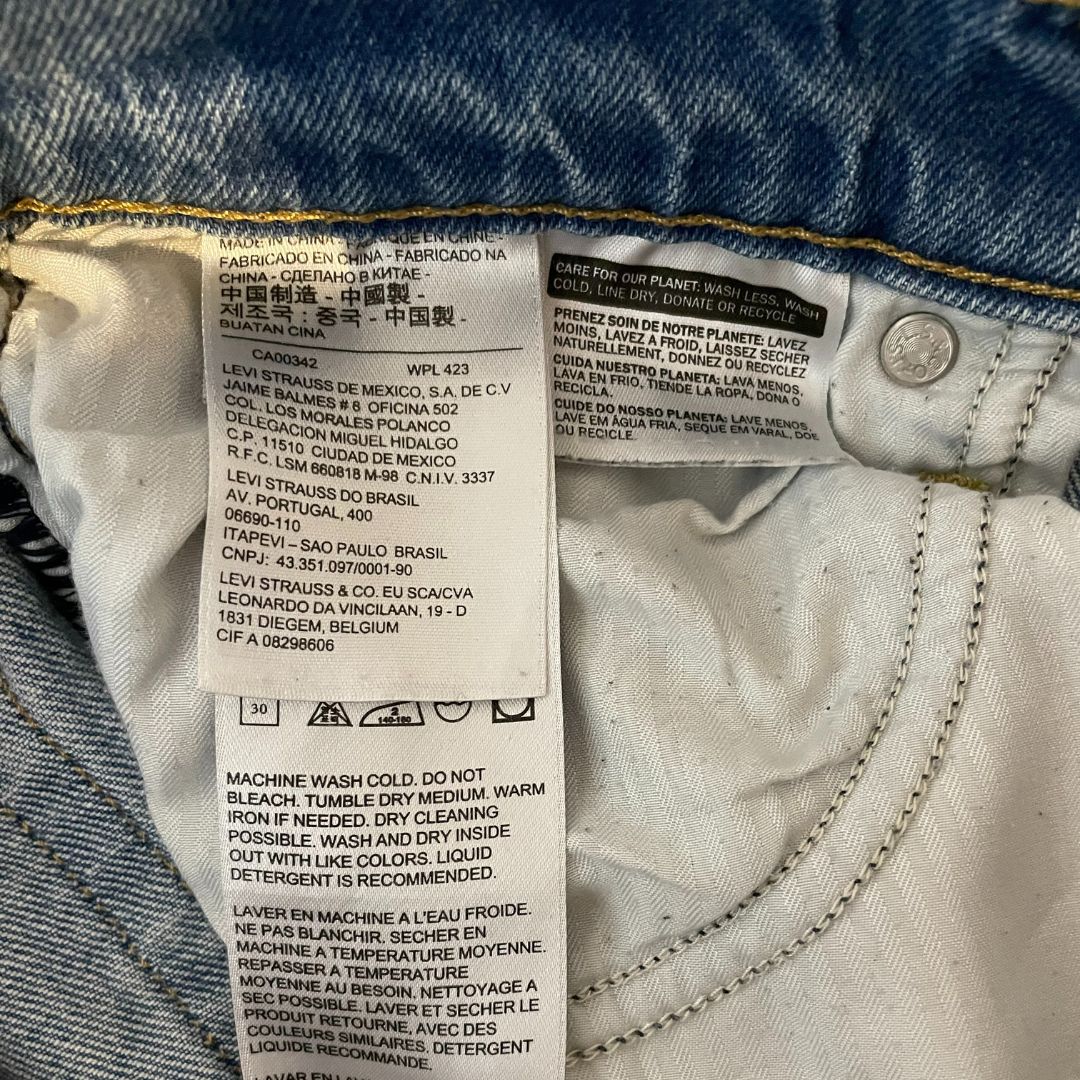 MADE IN CHINA EN CHINE -
FABRICADO EN CHINA - FABRICADO NA
CHINA - СДЕЛАНО В КИТАЕ -
中国制造 - 中國製 -
제조국 : 중국 - 中国製 -
BUATAN CINA
CA00342 WPL 423
LEVI STRAUSS DE MEXICO, S.A. DE C.V
JAIME BALMES # 8 OFICINA 502
COL. LOS MORALES POLANCO
DELEGACION MIGUEL HIDALGO
C.P. 11510 CIUDAD DE MEXICO
R.F.C. LSM 660818 M-98 C.N.I.V. 3337
LEVI STRAUSS DO BRASIL
AV. PORTUGAL, 400
06690-110
ITAPEVI – SAO PAULO BRASIL
CNPJ: 43.351.097/0001-90
LEVI STRAUSS & CO. EU SCA/CVA
LEONARDO DA VINCILAAN, 19 - D
1831 DIEGEM, BELGIUM
CIF A 08298606
30
140-160
MACHINE WASH COLD. DO NOT
BLEACH. TUMBLE DRY MEDIUM. WARM
IRON IF NEEDED. DRY CLEANING
POSSIBLE. WASH AND DRY INSIDE
OUT WITH LIKE COLORS. LIQUID
DETERGENT IS RECOMMENDED.
LAVER EN MACHINE A L'EAU FROIDE.
NE PAS BLANCHIR. SECHER EN
MACHINE A TEMPERATURE MOYENNE.
REPASSER A TEMPERATURE
MOYENNE AU BESOIN. NETTOYAGE A
SEC POSSIBLE. LAVER ET SECHER LE
PRODUIT RETOURNE, AVEC DES
COULEURS SIMILAIRES. DETERGENT
LIQUIDE RECOMMANDE.
LAVAR EN
CARE FOR OUR PLANET: WASH LESS, WASH
COLD, LINE DRY, DONATE OR RECYCLE
PRENEZ SOIN DE NOTRE PLANETE: LAVEZ
MOINS, LAVEZ A FROID, LAISSEZ SECHER
NATURELLEMENT, DONNEZ OU RECYCLEZ
CUIDA NUESTRO PLANETA: LAVA MENOS,
LAVA EN FRIO, TIENDE LA ROPA, DONA O
RECICLA.
CUIDE DO NOSSO PLANETA: LAVE MENOS,
LAVE EM ÁGUA FRIA, SEQUE EM VARAL, DOE
OU RECICLE.